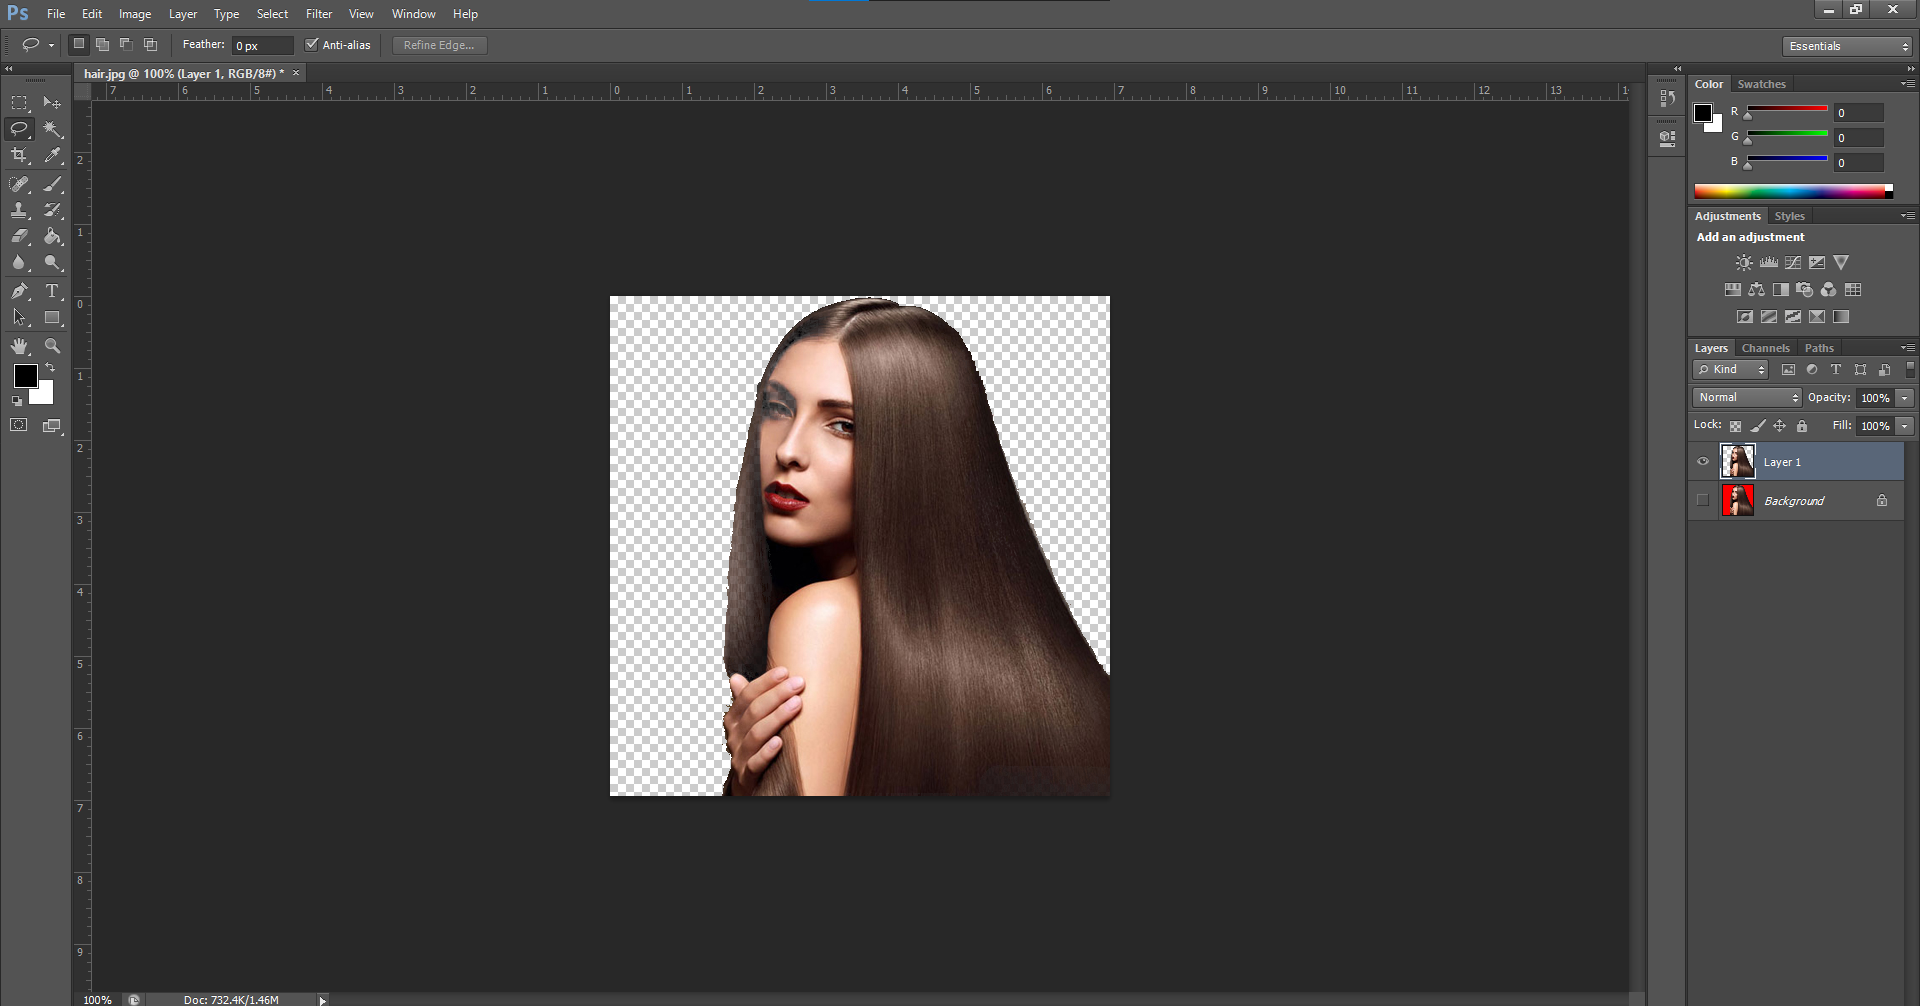 Ps File Edit Image Layer Type Select Filter View Window Help
Feather: 0 px Anti-alias Refine Edge... Essentials
hair.jpg @ 100% (Layer 1, RGB/8#) * ×
7 6 5 4 3 2 1 0 1 2 3 4 5 6 7 8 9 10 11 12 13
2
1
0
1
2
3
4
5
6
7
8
9
Color Swatches
R 0
G 0
B 0
Adjustments Styles
Add an adjustment
Layers Channels Paths
Kind
Normal Opacity: 100%
Lock: Fill: 100%
Layer 1
Background
100% Doc: 732.4K/1.46M